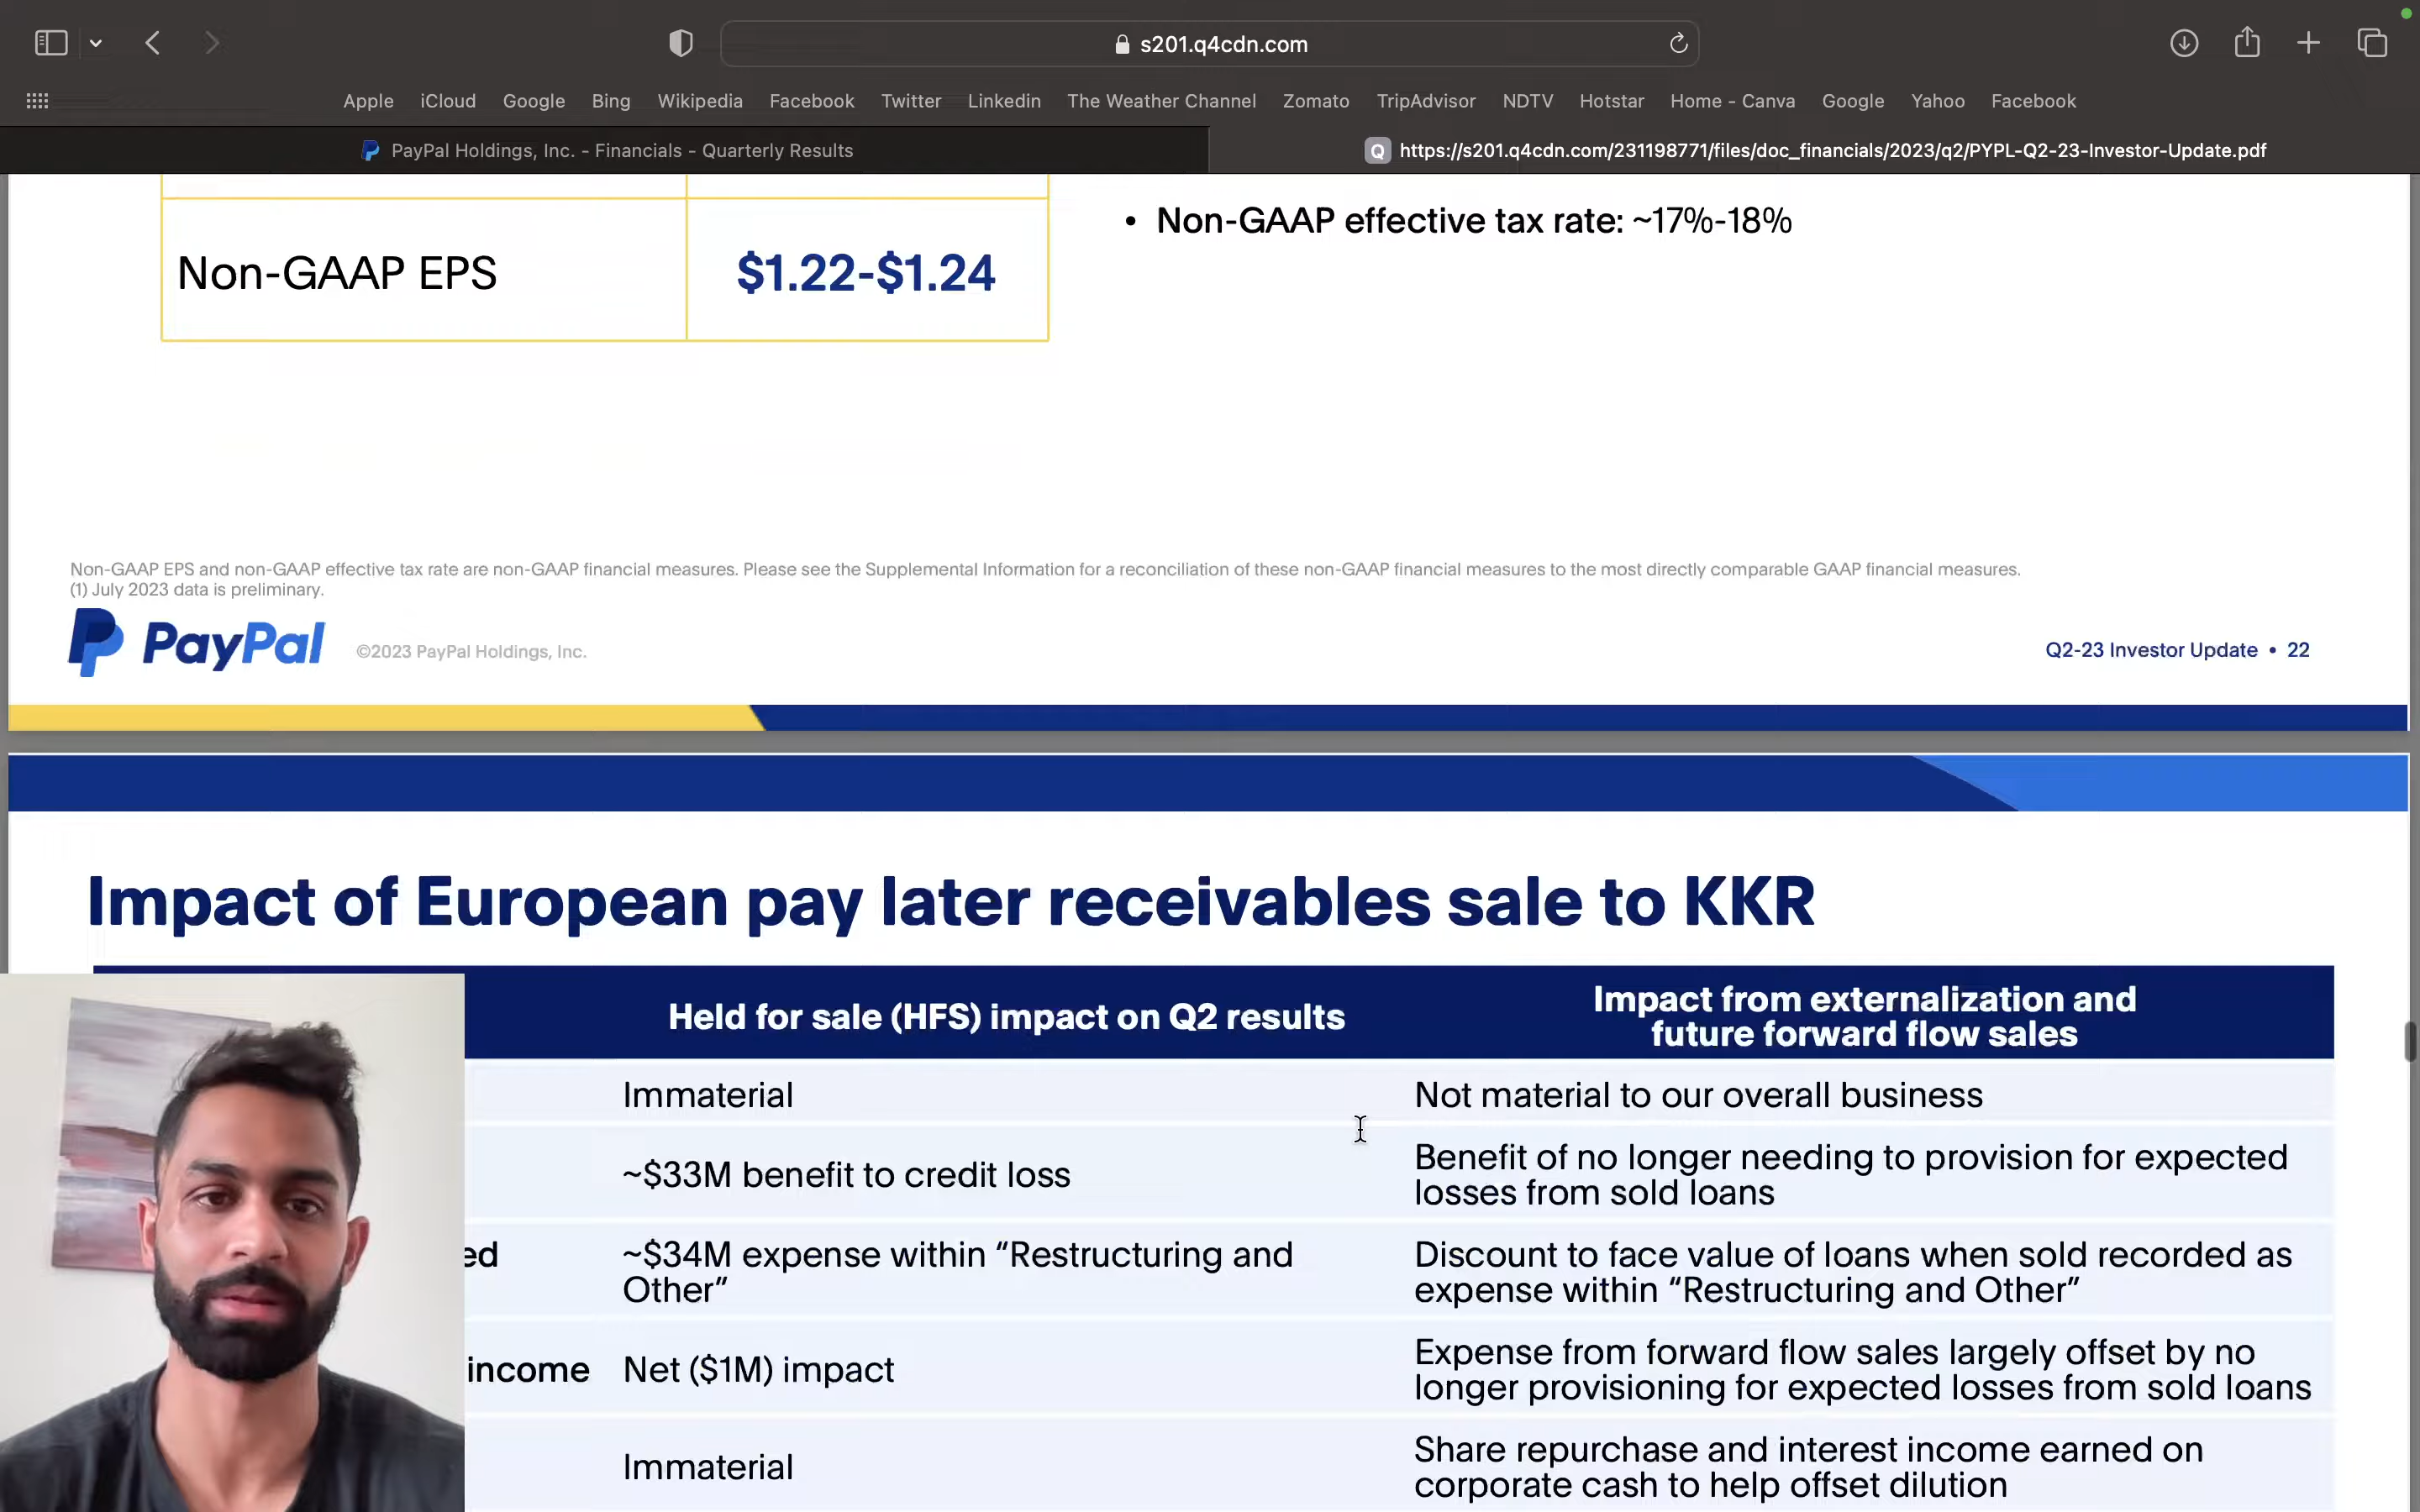 s201.q4cdn.com
Apple iCloud Google Bing Wikipedia Facebook Twitter Linkedin The Weather Channel Zomato TripAdvisor NDTV Hotstar Home - Canva Google Yahoo Facebook
PayPal Holdings, Inc. - Financials - Quarterly Results
Q https://s201.q4cdn.com/231198771/files/doc_financials/2023/q2/PYPL-Q2-23-Investor-Update.pdf
• Non-GAAP effective tax rate: ~17%-18%
Non-GAAP EPS $1.22-$1.24
Non-GAAP EPS and non-GAAP effective tax rate are non-GAAP financial measures. Please see the Supplemental Information for a reconciliation of these non-GAAP financial measures to the most directly comparable GAAP financial measures.
(1) July 2023 data is preliminary.
PayPal ©2023 PayPal Holdings, Inc.
Q2-23 Investor Update • 22
Impact of European pay later receivables sale to KKR
Held for sale (HFS) impact on Q2 results
Impact from externalization and
future forward flow sales
Immaterial
Not material to our overall business
~$33M benefit to credit loss
Benefit of no longer needing to provision for expected
losses from sold loans
ed
~$34M expense within “Restructuring and
Other”
Discount to face value of loans when sold recorded as
expense within “Restructuring and Other”
income
Net ($1M) impact
Expense from forward flow sales largely offset by no
longer provisioning for expected losses from sold loans
Immaterial
Share repurchase and interest income earned on
corporate cash to help offset dilution